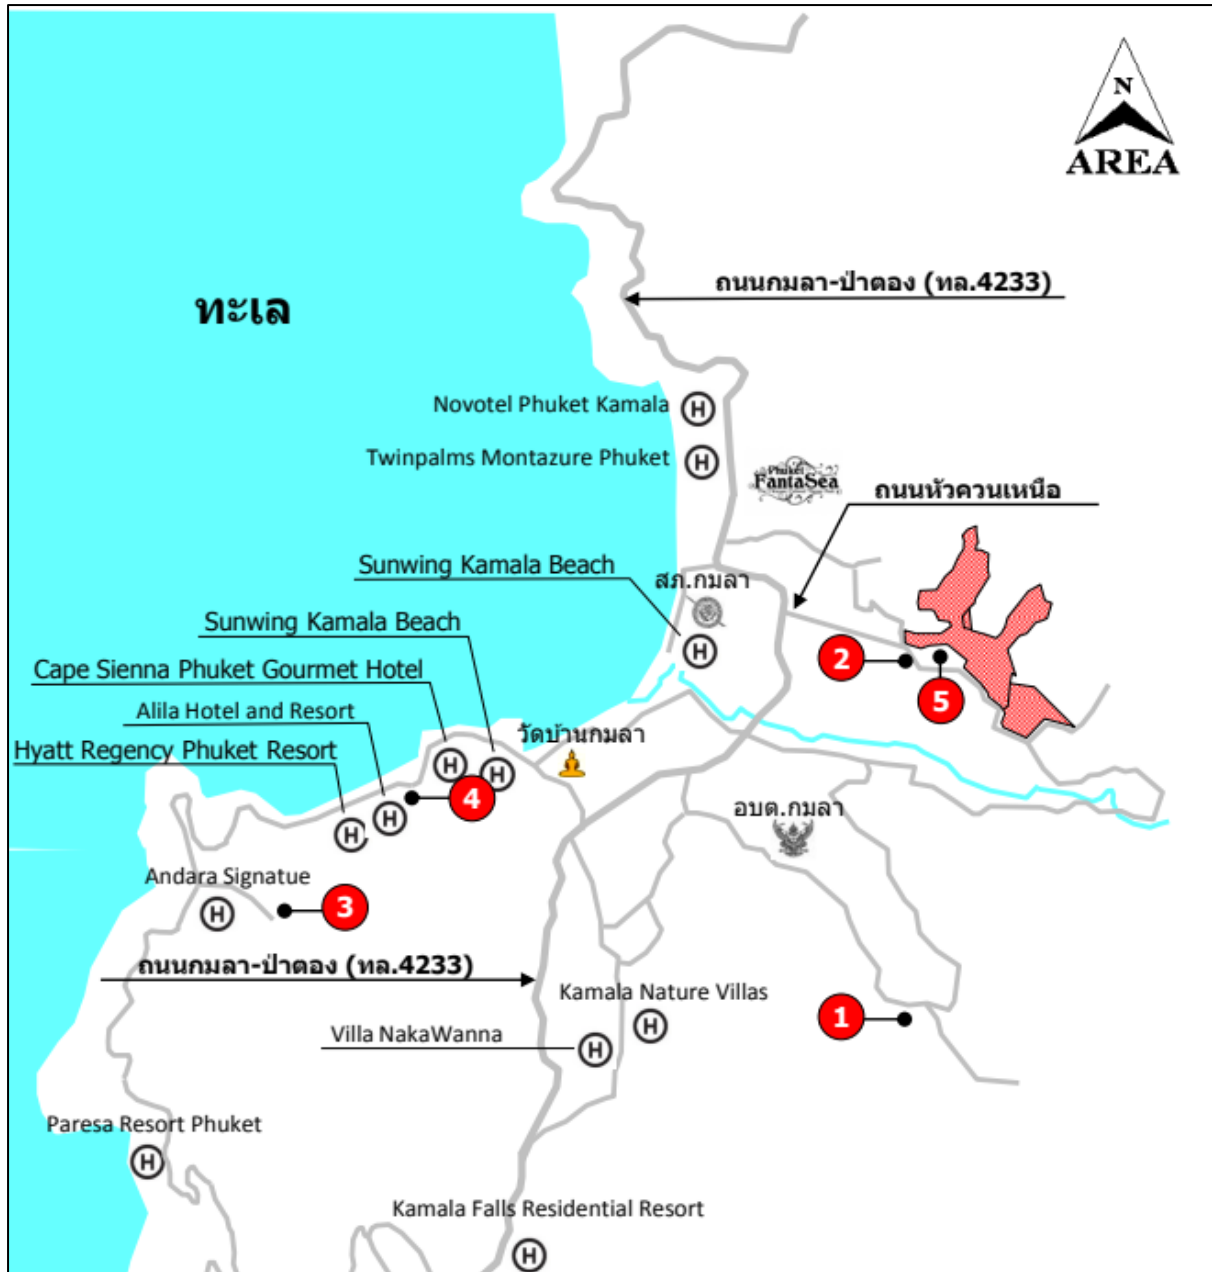 N
AREA
ถนนกมลา-ป่าตอง (ทล.4233)
ทะเล
Novotel Phuket Kamala
H
Twinpalms Montazure Phuket
H
Phuket
FantaSea
ถนนหัวควนเหนือ
Sunwing Kamala Beach
สภ.กมลา
Sunwing Kamala Beach
H
2
Cape Sienna Phuket Gourmet Hotel
5
Alila Hotel and Resort
วัดบ้านกมลา
Hyatt Regency Phuket Resort
H
H
4
อบต.กมลา
H
H
Andara Signatue
H
3
ถนนกมลา-ป่าตอง (ทล.4233)
Kamala Nature Villas
H
1
Villa NakaWanna
H
Paresa Resort Phuket
H
Kamala Falls Residential Resort
H